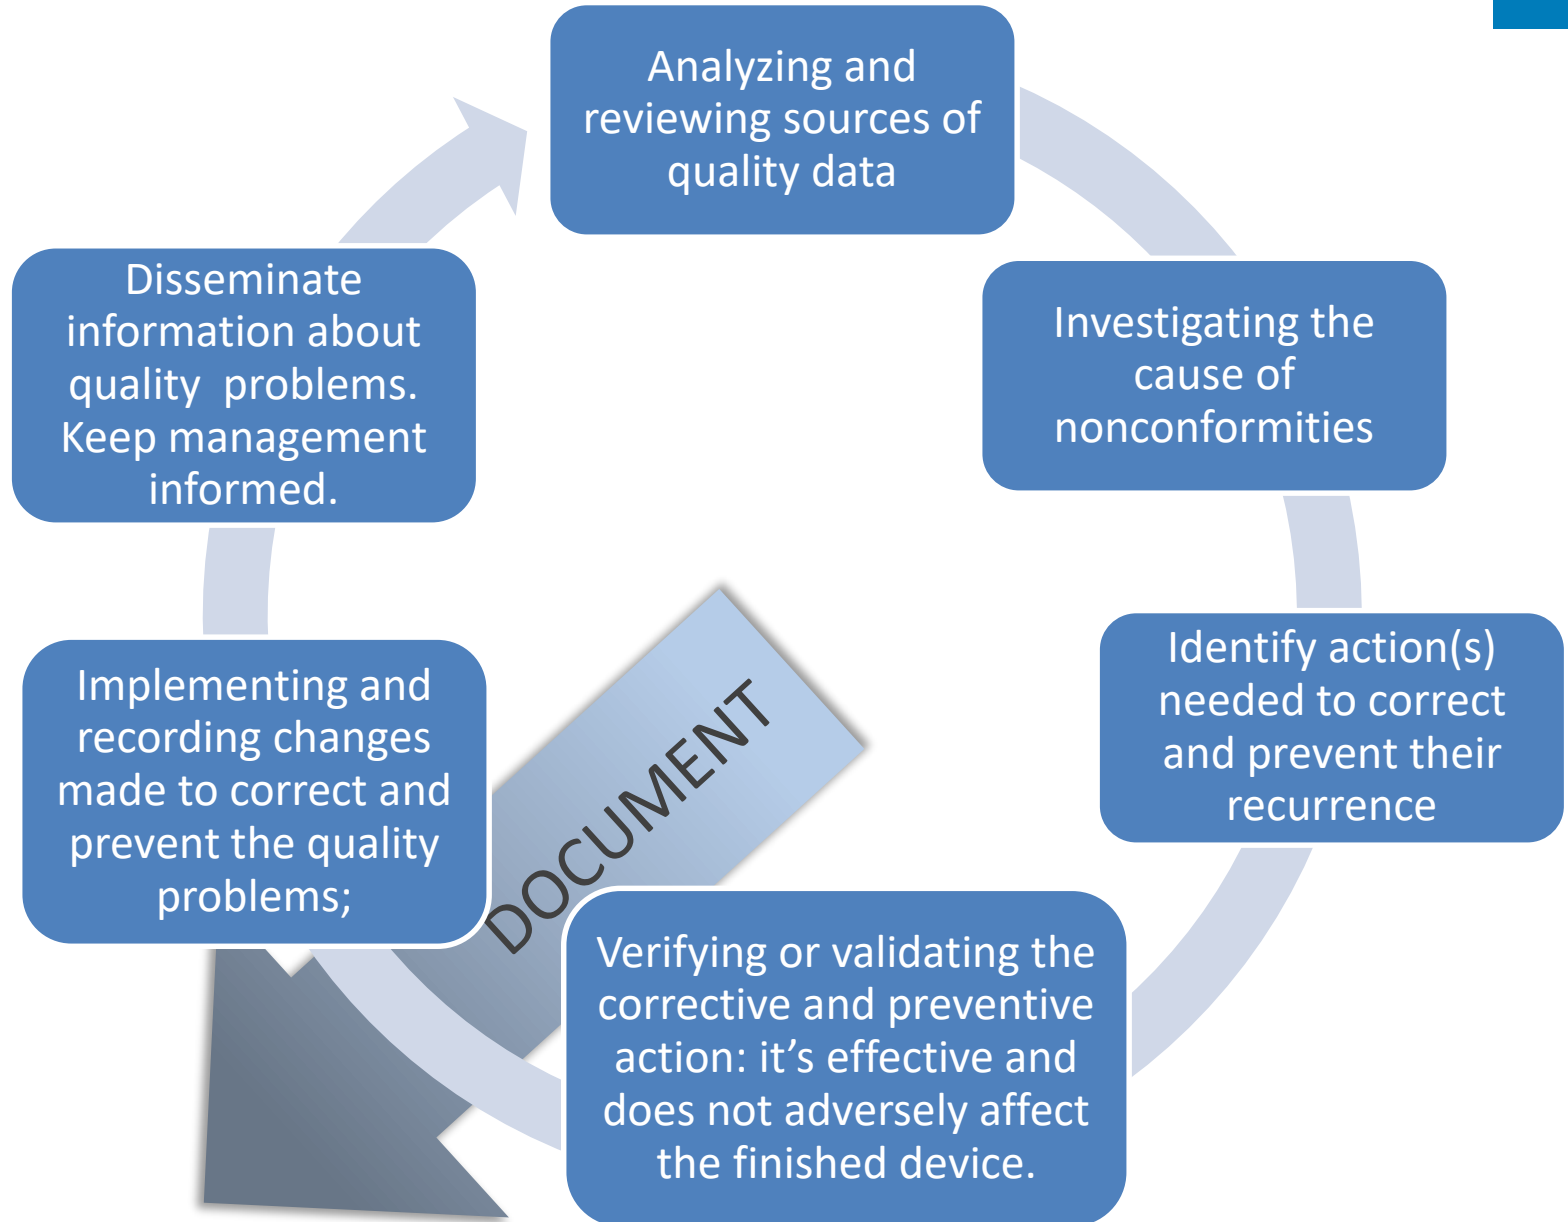 Analyzing and
reviewing sources of
quality data
Investigating the
cause of
nonconformities
Identify action(s)
needed to correct
and prevent their
recurrence
Verifying or validating the
corrective and preventive
action: it’s effective and
does not adversely affect
the finished device.
Implementing and
recording changes
made to correct and
prevent the quality
problems;
Disseminate
information about
quality  problems.
Keep management
informed.
DOCUMENT